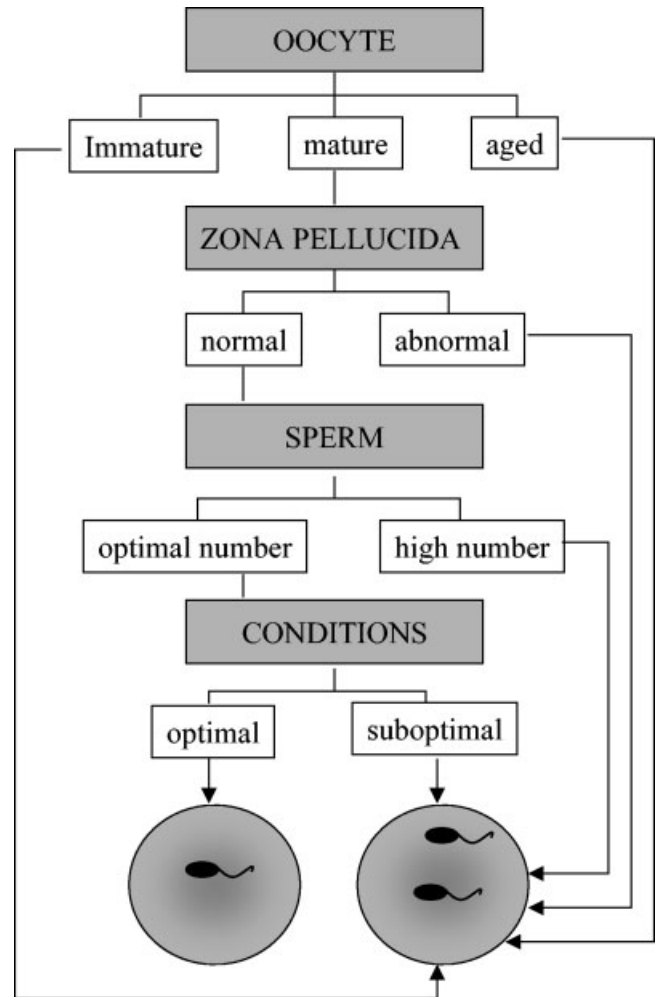 OOCYTE
Immature
mature
aged
ZONA PELLUCIDA
normal
abnormal
SPERM
optimal number
high number
CONDITIONS
optimal
suboptimal